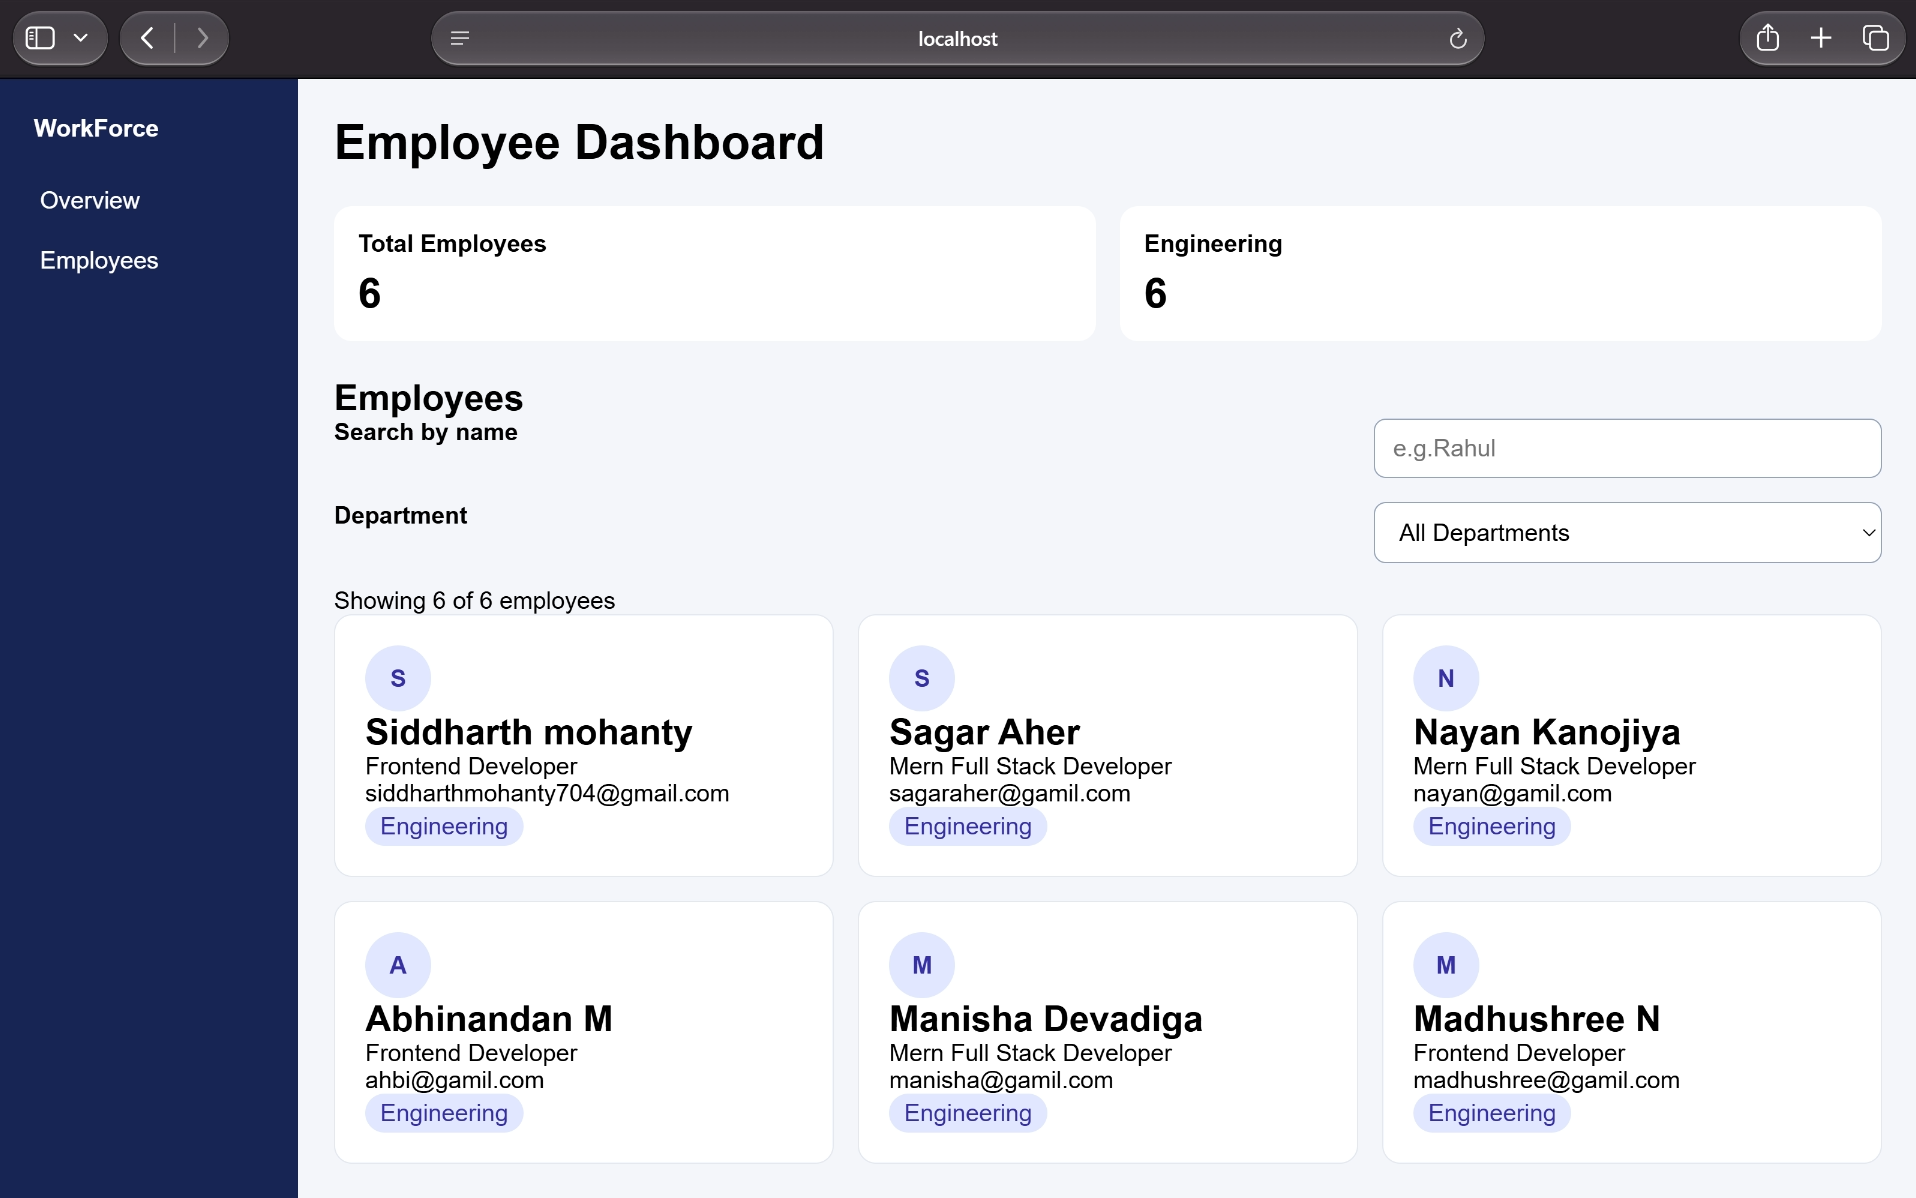 localhost
WorkForce
Overview
Employees
Employee Dashboard
Total Employees
6
Engineering
6
Employees
Search by name
e.g.Rahul
Department
All Departments
Showing 6 of 6 employees
S
Siddharth mohanty
Frontend Developer
siddharthmohanty704@gmail.com
Engineering
S
Sagar Aher
Mern Full Stack Developer
sagaraher@gamil.com
Engineering
N
Nayan Kanojiya
Mern Full Stack Developer
nayan@gamil.com
Engineering
A
Abhinandan M
Frontend Developer
ahbi@gamil.com
Engineering
M
Manisha Devadiga
Mern Full Stack Developer
manisha@gamil.com
Engineering
M
Madhushree N
Frontend Developer
madhushree@gamil.com
Engineering